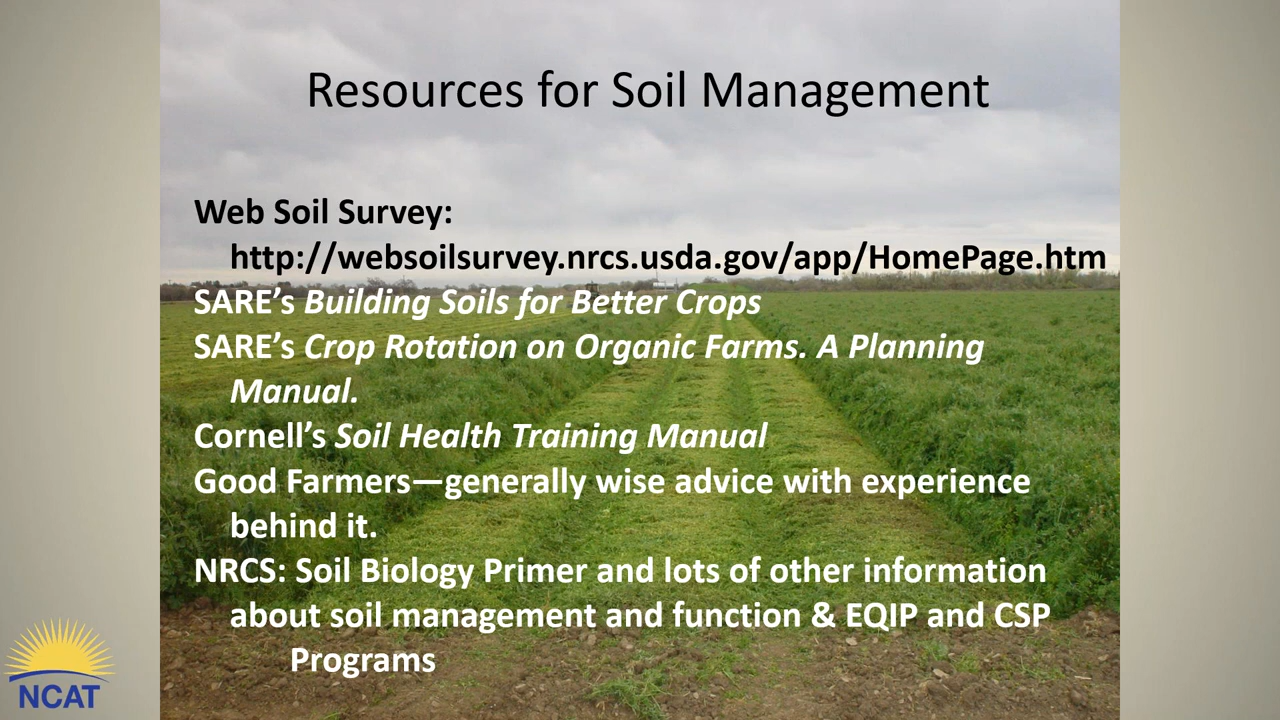 Resources for Soil Management
Web Soil Survey:
http://websoilsurvey.nrcs.usda.gov/app/HomePage.htm
SARE’s Building Soils for Better Crops
SARE’s Crop Rotation on Organic Farms. A Planning
Manual.
Cornell’s Soil Health Training Manual
Good Farmers—generally wise advice with experience
behind it.
NRCS: Soil Biology Primer and lots of other information
about soil management and function & EQIP and CSP
Programs
NCAT